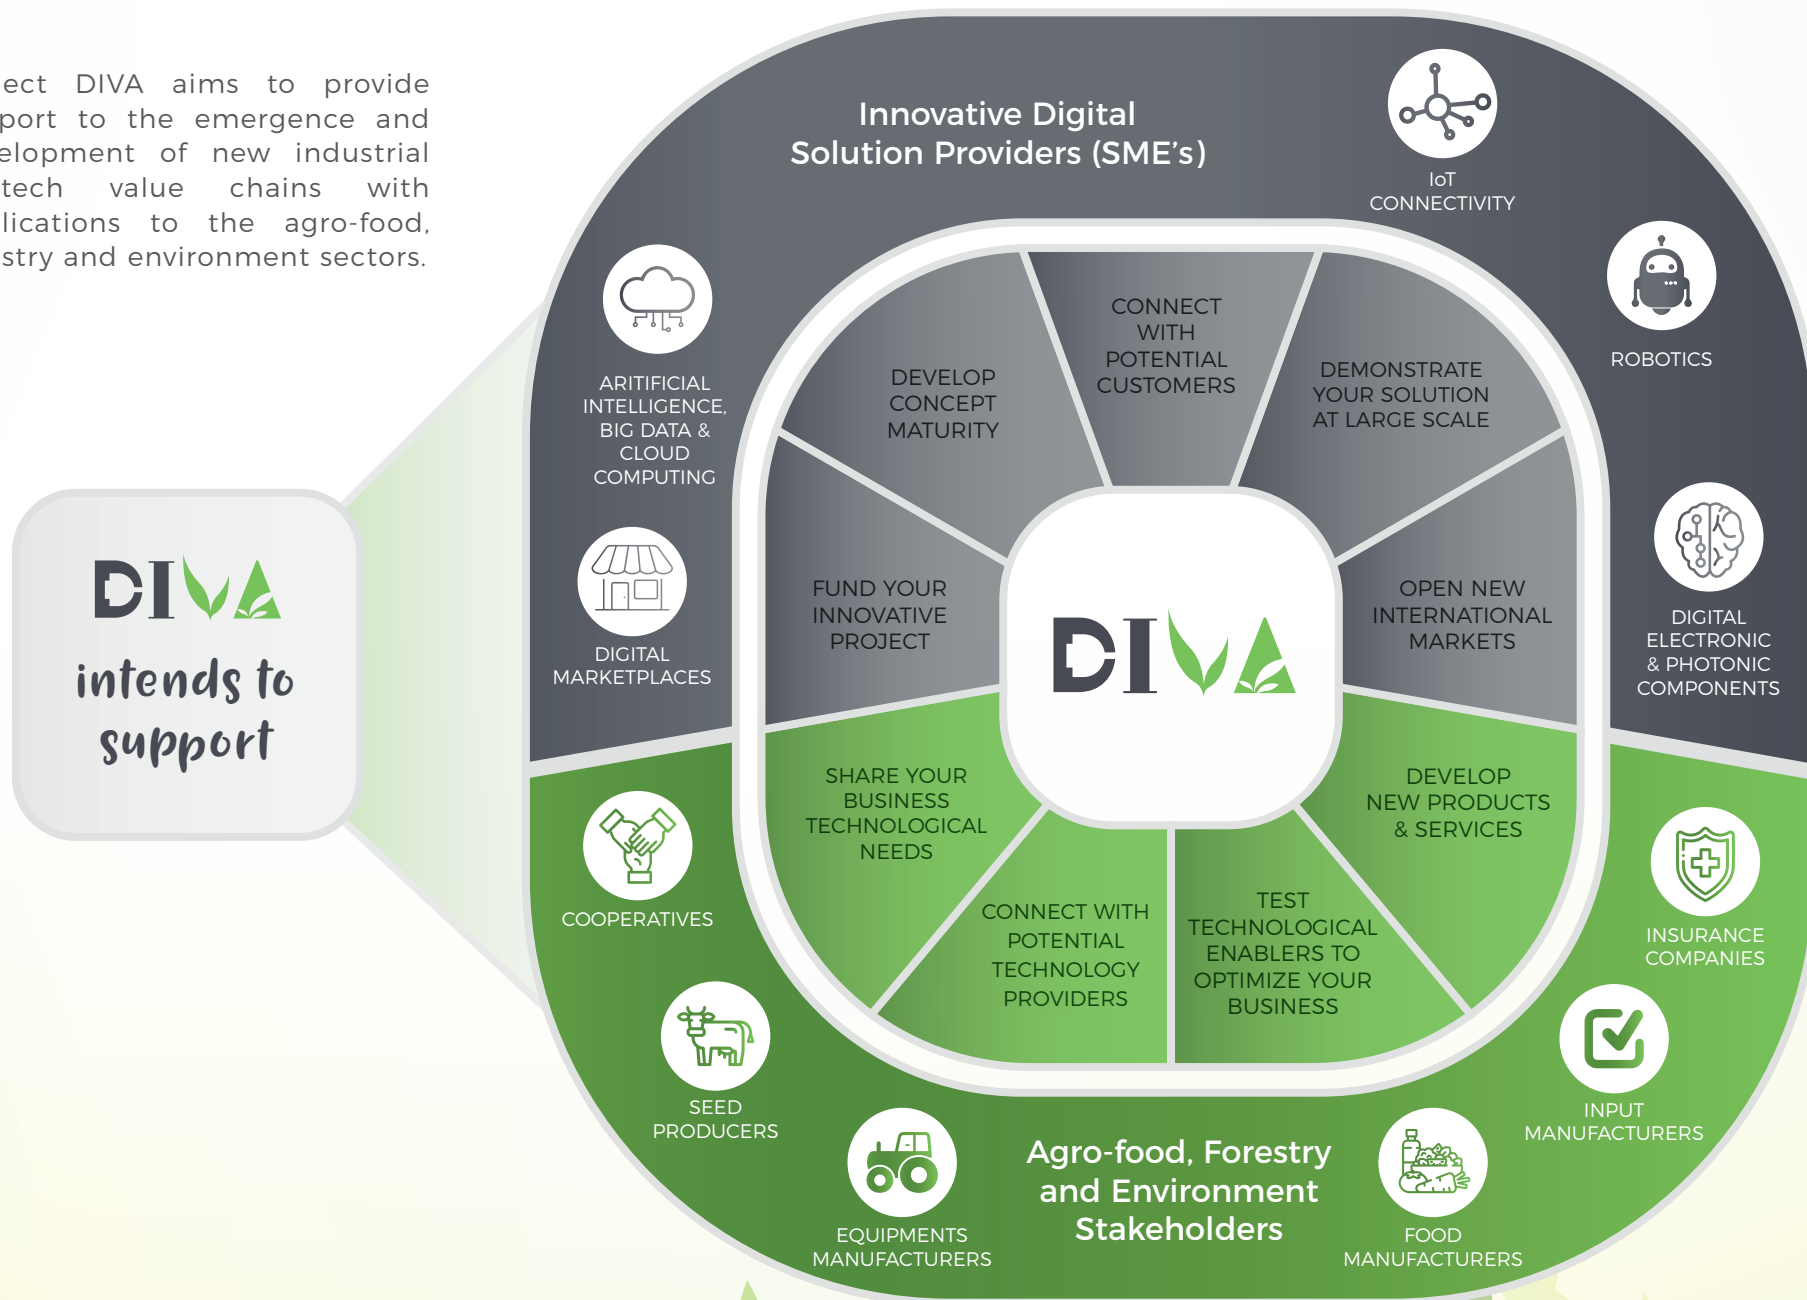 ect DIVA aims to provide
port to the emergence and
elopment of new industrial
tech value chains with
lications to the agro-food,
stry and environment sectors.
DIVA
intends to
support
Innovative Digital
Solution Providers (SME's)
IoT
CONNECTIVITY
ROBOTICS
DIGITAL
ELECTRONIC
& PHOTONIC
COMPONENTS
ARITIFICIAL
INTELLIGENCE,
BIG DATA &
CLOUD
COMPUTING
DIGITAL
MARKETPLACES
CONNECT
WITH
POTENTIAL
CUSTOMERS
DEVELOP
CONCEPT
MATURITY
DEMONSTRATE
YOUR SOLUTION
AT LARGE SCALE
FUND YOUR
INNOVATIVE
PROJECT
OPEN NEW
INTERNATIONAL
MARKETS
DIVA
SHARE YOUR
BUSINESS
TECHNOLOGICAL
NEEDS
DEVELOP
NEW PRODUCTS
& SERVICES
CONNECT WITH
POTENTIAL
TECHNOLOGY
PROVIDERS
TEST
TECHNOLOGICAL
ENABLERS TO
OPTIMIZE YOUR
BUSINESS
COOPERATIVES
SEED
PRODUCERS
EQUIPMENTS
MANUFACTURERS
Agro-food, Forestry
and Environment
Stakeholders
FOOD
MANUFACTURERS
INPUT
MANUFACTURERS
INSURANCE
COMPANIES